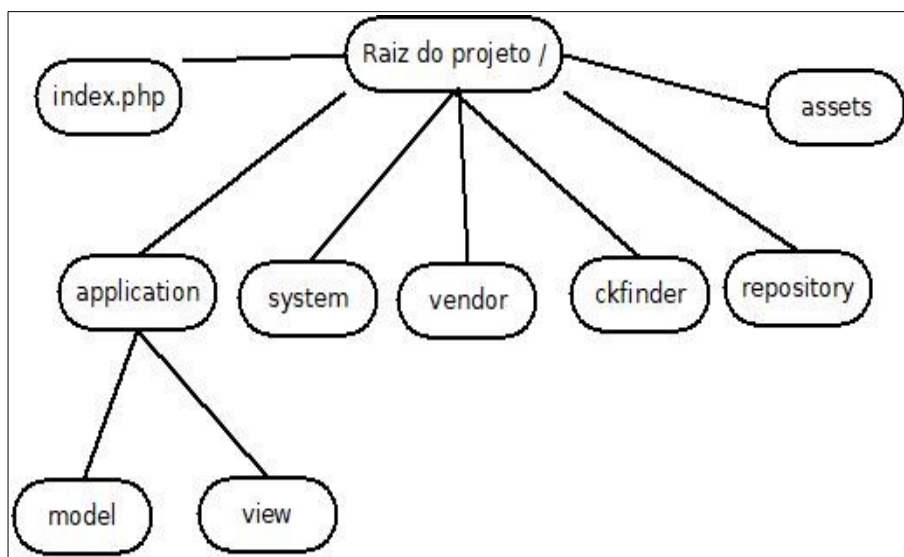 Raiz do projeto /
index.php
assets
application
system
vendor
ckfinder
repository
model
view